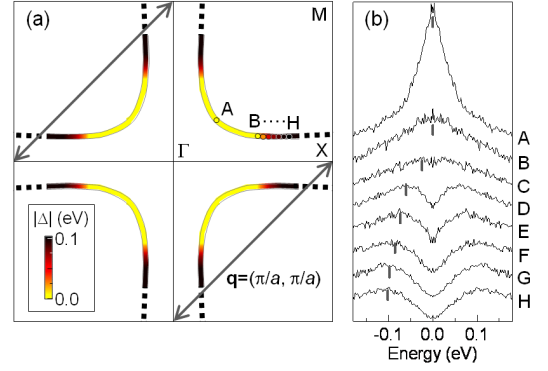 (a)
M
A
B·····H
Γ
X
|Δ| (eV)
0.1
0.0
q=(π/a, π/a)
(b)
A
B
C
D
E
F
G
H
-0.1
0.0
0.1
Energy (eV)